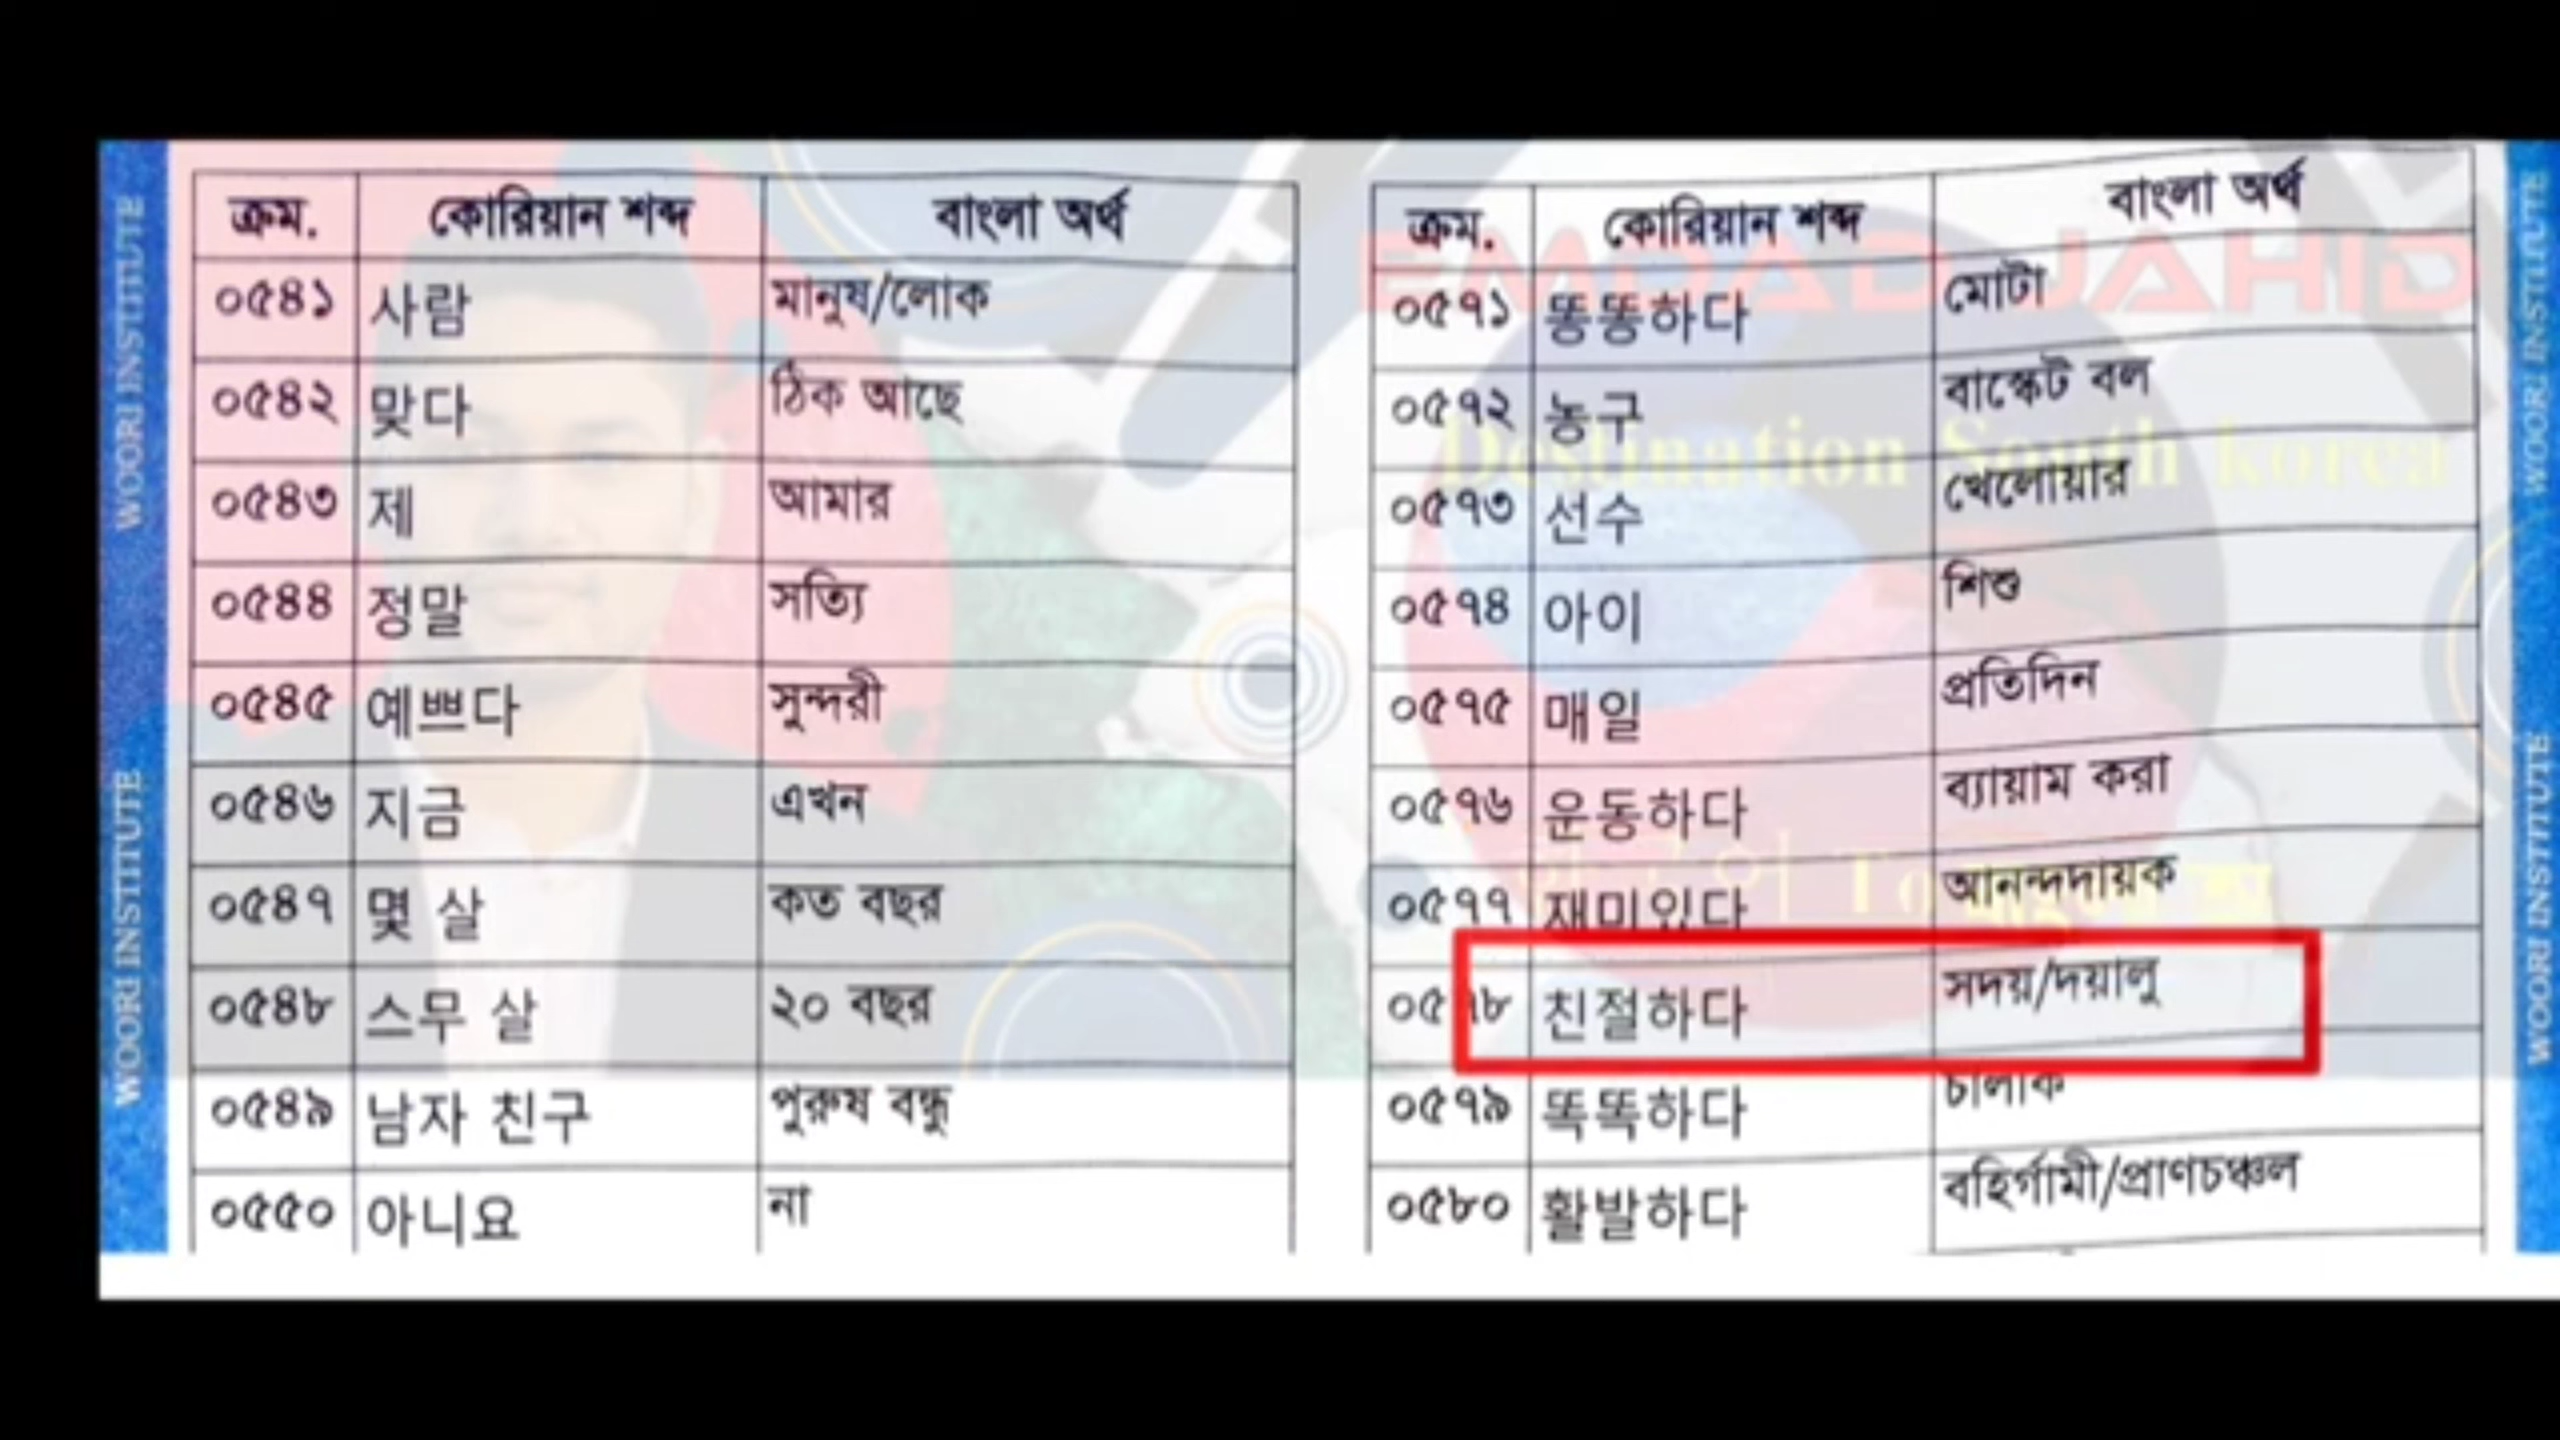 WOORI INSTITUTE
WOORI INSTITUTE
ক্রম. কোরিয়ান শব্দ বাংলা অর্থ
০৫৪১ 사람 মানুষ/লোক
০৫৪২ 맞다 ঠিক আছে
০৫৪৩ 제 আমার
০৫৪৪ 정말 সত্যি
০৫৪৫ 예쁘다 সুন্দরী
০৫৪৬ 지금 এখন
০৫৪৭ 몇 살 কত বছর
০৫৪৮ 스무 살 ২০ বছর
০৫৪৯ 남자 친구 পুরুষ বন্ধু
০৫৫০ 아니요 না
ক্রম. কোরিয়ান শব্দ বাংলা অর্থ
EMDAD JAHID
০৫৭১ 뚱뚱하다 মোটা
০৫৭২ 농구 বাস্কেট বল
Destination South korea
০৫৭৩ 선수 খেলোয়ার
০৫৭৪ 아이 শিশু
০৫৭৫ 매일 প্রতিদিন
০৫৭৬ 운동하다 ব্যায়াম করা
০৫৭৭ 재미있다 আনন্দদায়ক
০৫৭৮ 친절하다 সদয়/দয়ালু
০৫৭৯ 똑똑하다 চালাক
০৫৮০ 활발하다 বহির্গামী/প্রাণচঞ্চল
WOORI INSTITUTE
WOORI INSTITUTE